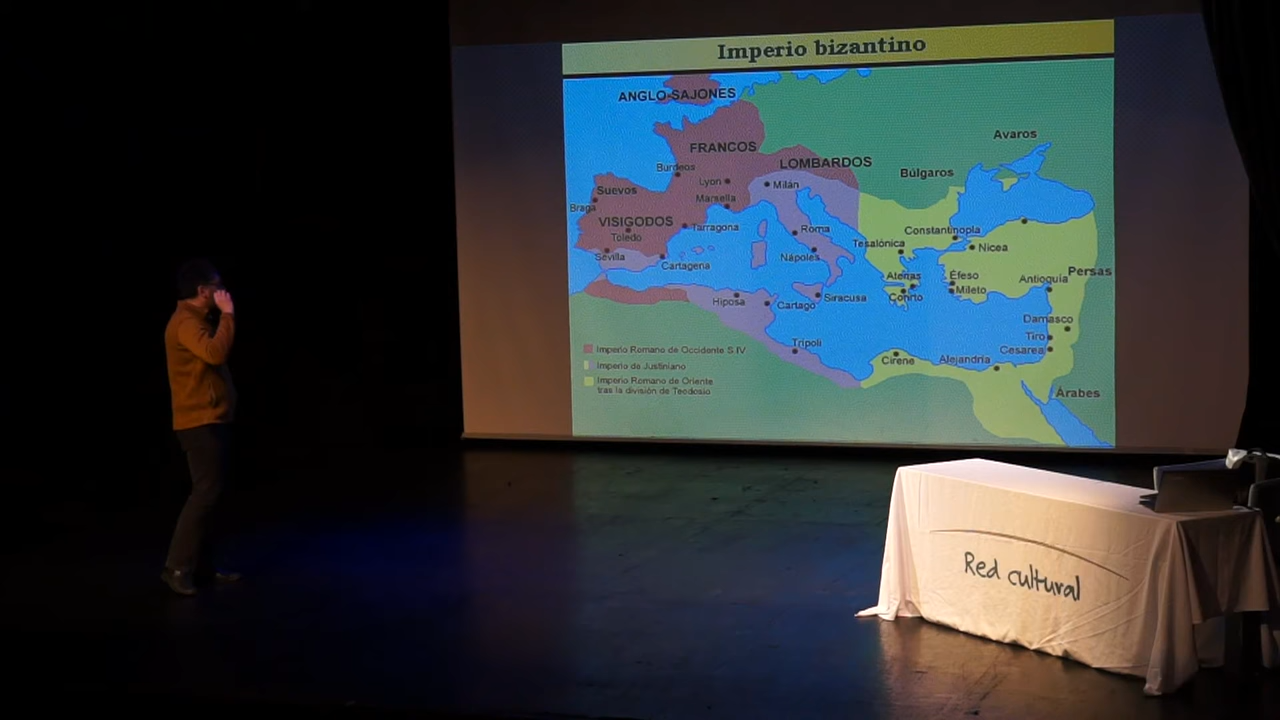 Imperio bizantino
ANGLO-SAJONES
Avaros
FRANCOS
LOMBARDOS
Búlgaros
Burdeos
Lyon
Milán
Suevos
Marsella
Braga
VISIGODOS
Tarragona
Roma
Constantinopla
Toledo
Tesalónica
Nicea
Sevilla
Cartagena
Nápoles
Atenas
Éfeso
Antioquía
Persas
Mileto
Hiposa
Cartago
Siracusa
Corinto
Damasco
Trípoli
Tiro
Cesarea
Cirene
Alejandría
Árabes
Imperio Romano de Occidente S.IV
Imperio de Justiniano
Imperio Romano de Oriente
tras la división de Teodosio
Red cultural